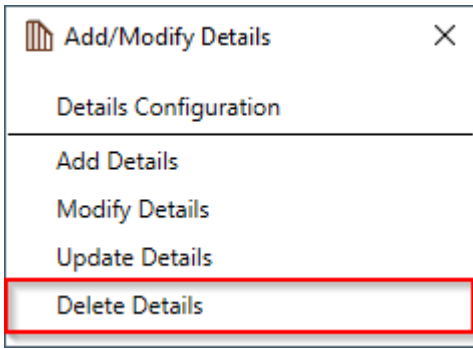 Add/Modify Details
Details Configuration
Add Details
Modify Details
Update Details
Delete Details